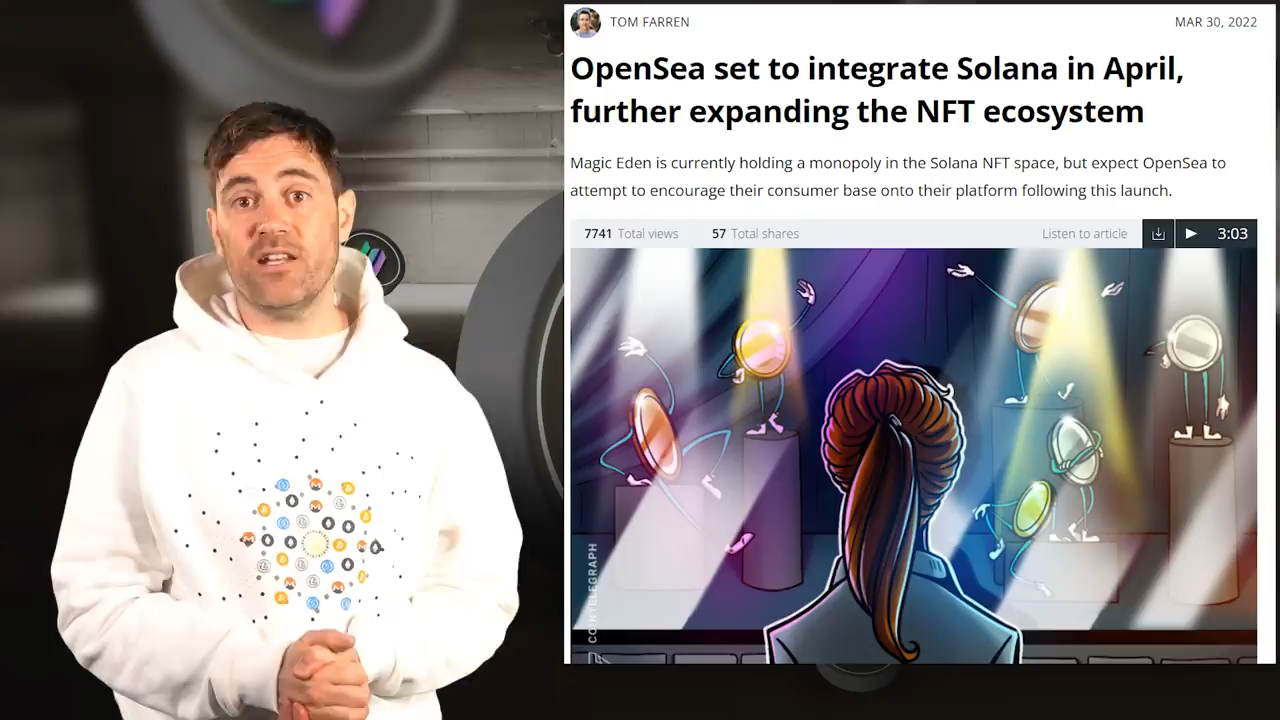 TOM FARREN
MAR 30, 2022
OpenSea set to integrate Solana in April,
further expanding the NFT ecosystem
Magic Eden is currently holding a monopoly in the Solana NFT space, but expect OpenSea to
attempt to encourage their consumer base onto their platform following this launch.
7741 Total views 57 Total shares Listen to article 3:03
COINTELEGRAPH